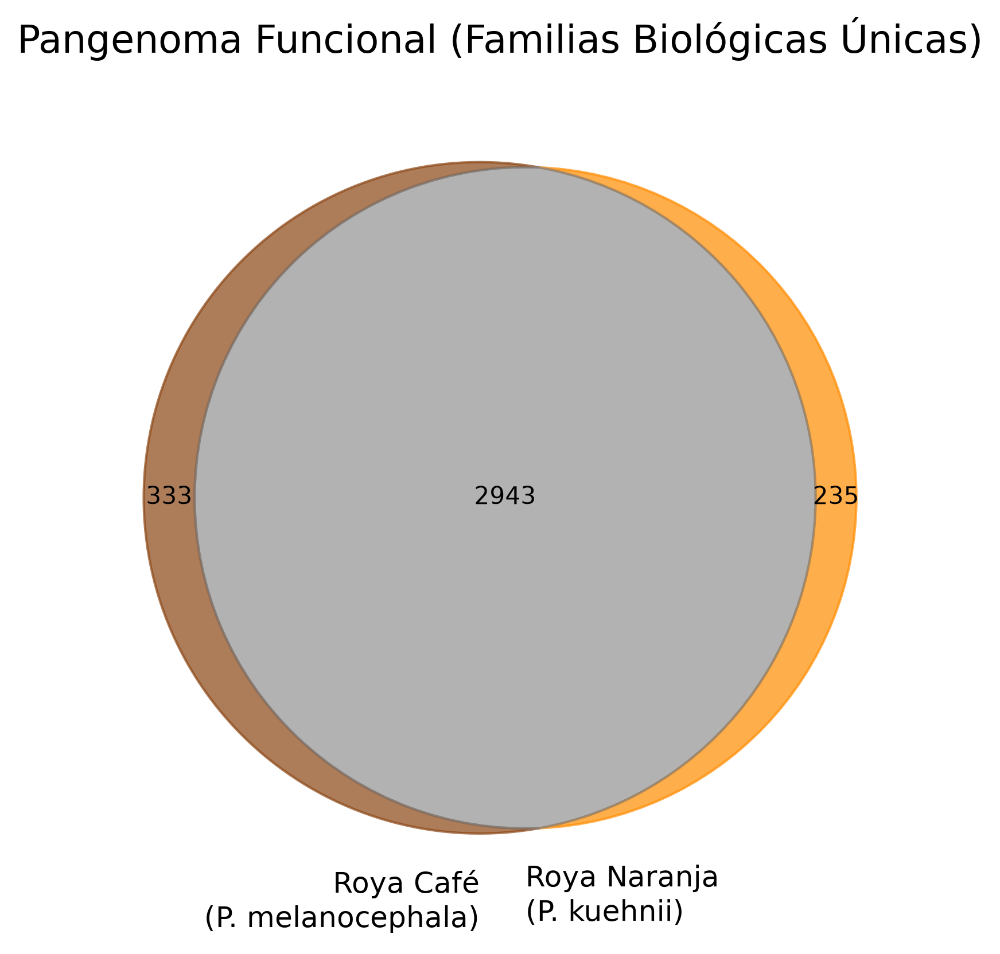 Pangenoma Funcional (Familias Biológicas Únicas)
333
2943
235
Roya Café
(P. melanocephala)
Roya Naranja
(P. kuehnii)